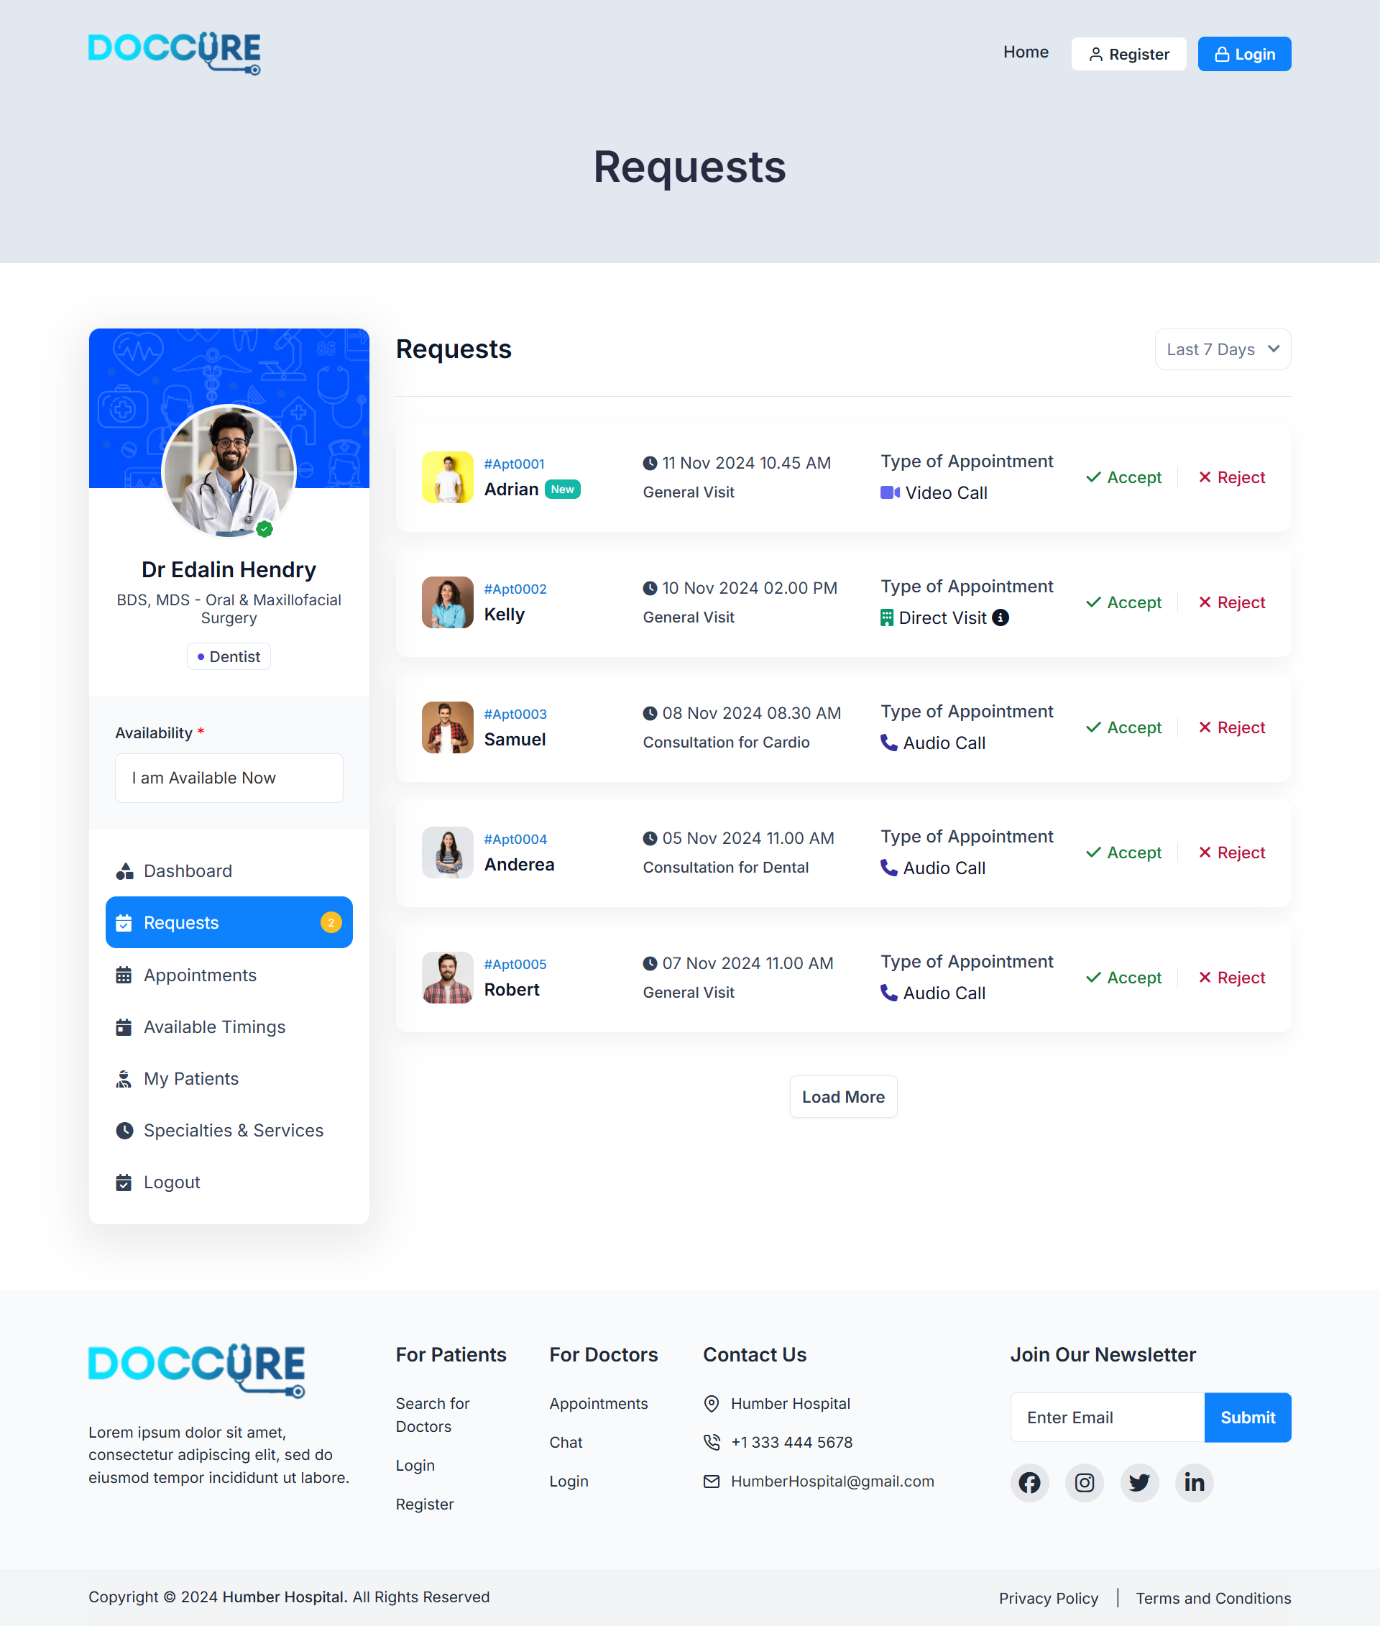 DOCCURE
Home
Register
Login
Requests
Dr Edalin Hendry
BDS, MDS - Oral & Maxillofacial
Surgery
Dentist
Availability *
I am Available Now
Dashboard
Requests 2
Appointments
Available Timings
My Patients
Specialties & Services
Logout
Requests
Last 7 Days
#Apt0001
Adrian New
11 Nov 2024 10.45 AM
General Visit
Type of Appointment
Video Call
Accept
Reject
#Apt0002
Kelly
10 Nov 2024 02.00 PM
General Visit
Type of Appointment
Direct Visit
Accept
Reject
#Apt0003
Samuel
08 Nov 2024 08.30 AM
Consultation for Cardio
Type of Appointment
Audio Call
Accept
Reject
#Apt0004
Anderea
05 Nov 2024 11.00 AM
Consultation for Dental
Type of Appointment
Audio Call
Accept
Reject
#Apt0005
Robert
07 Nov 2024 11.00 AM
General Visit
Type of Appointment
Audio Call
Accept
Reject
Load More
DOCCURE
Lorem ipsum dolor sit amet,
consectetur adipiscing elit, sed do
eiusmod tempor incididunt ut labore.
For Patients
Search for
Doctors
Login
Register
For Doctors
Appointments
Chat
Login
Contact Us
Humber Hospital
+1 333 444 5678
HumberHospital@gmail.com
Join Our Newsletter
Enter Email
Submit
Copyright © 2024 Humber Hospital. All Rights Reserved
Privacy Policy | Terms and Conditions